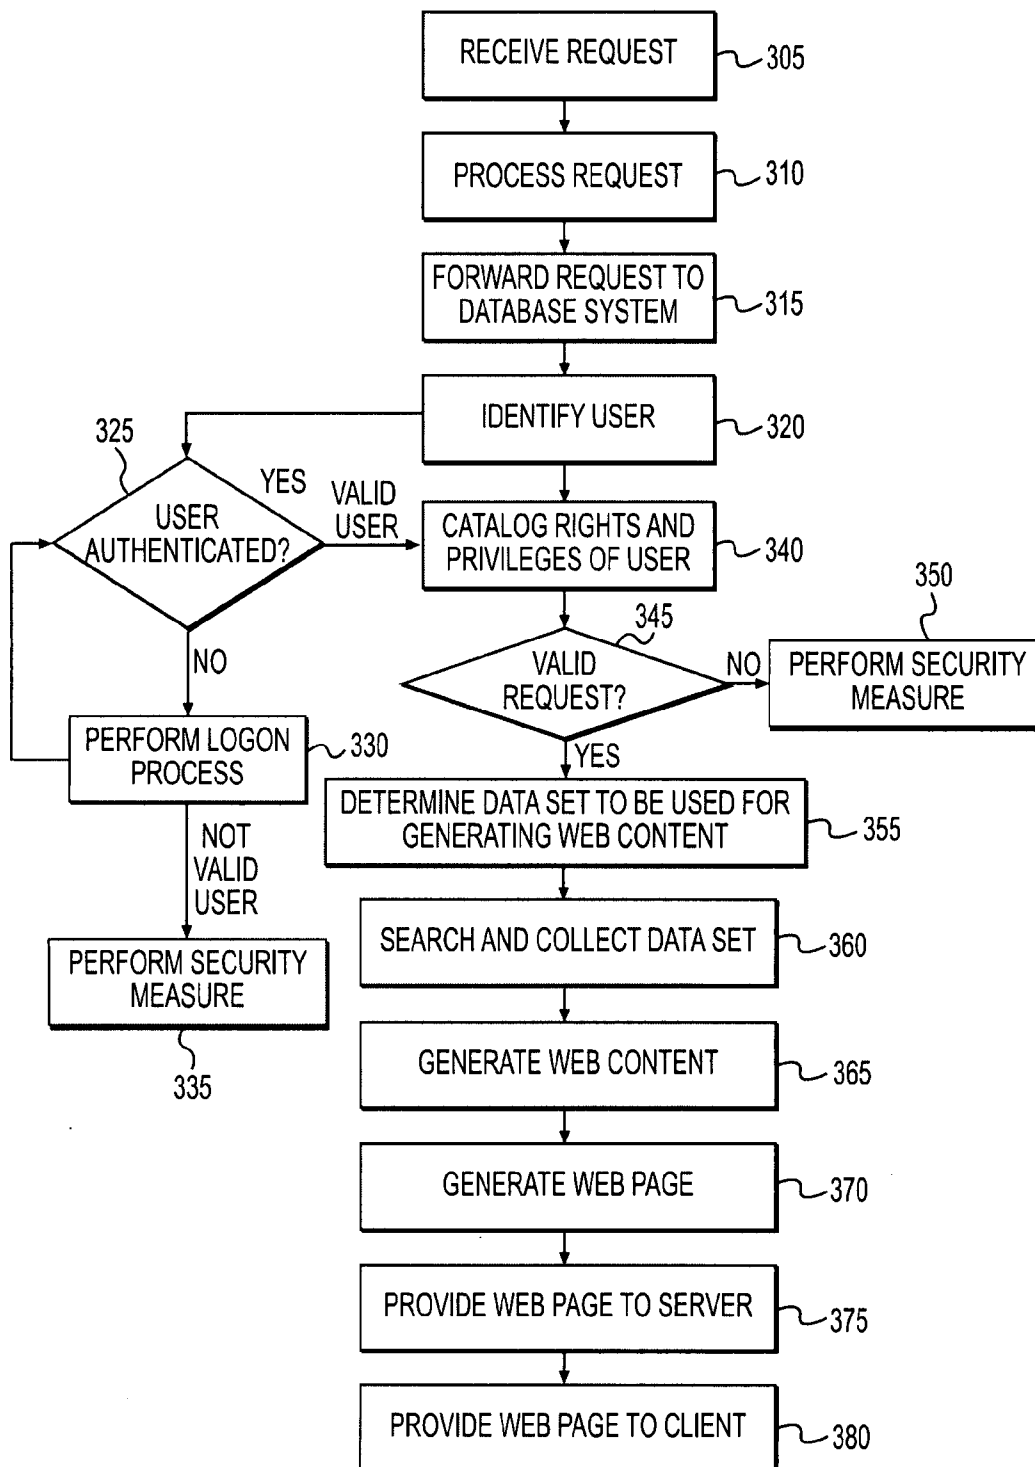 RECEIVE REQUEST
305
PROCESS REQUEST
310
FORWARD REQUEST TO
DATABASE SYSTEM
315
IDENTIFY USER
320
325
USER
AUTHENTICATED?
YES
VALID
USER
CATALOG RIGHTS AND
PRIVILEGES OF USER
340
NO
PERFORM LOGON
PROCESS
330
NOT
VALID
USER
PERFORM SECURITY
MEASURE
335
345
VALID
REQUEST?
NO
350
PERFORM SECURITY
MEASURE
YES
DETERMINE DATA SET TO BE USED FOR
GENERATING WEB CONTENT
355
SEARCH AND COLLECT DATA SET
360
GENERATE WEB CONTENT
365
GENERATE WEB PAGE
370
PROVIDE WEB PAGE TO SERVER
375
PROVIDE WEB PAGE TO CLIENT
380